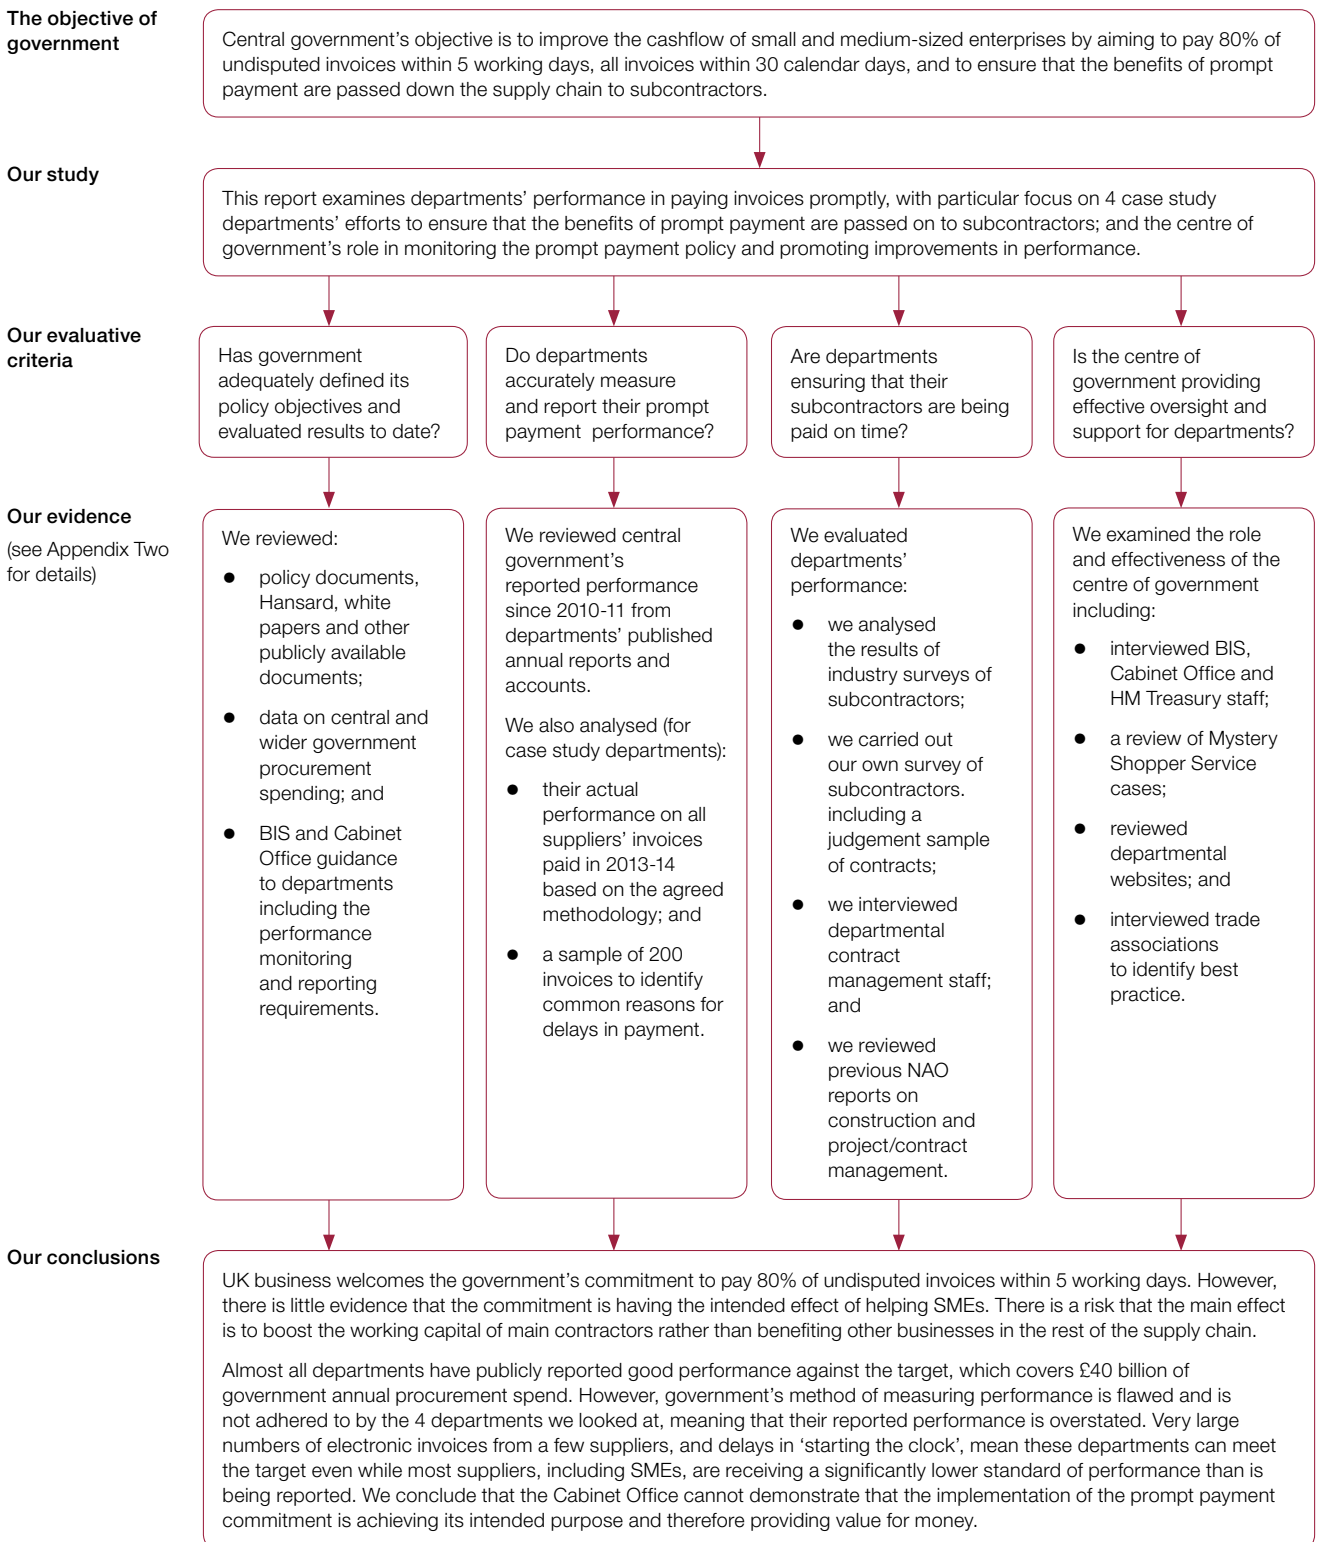 The objective of
government
Central government's objective is to improve the cashflow of small and medium-sized enterprises by aiming to pay 80% of
undisputed invoices within 5 working days, all invoices within 30 calendar days, and to ensure that the benefits of prompt
payment are passed down the supply chain to subcontractors.
Our study
This report examines departments' performance in paying invoices promptly, with particular focus on 4 case study
departments' efforts to ensure that the benefits of prompt payment are passed on to subcontractors; and the centre of
government's role in monitoring the prompt payment policy and promoting improvements in performance.
Our evaluative
criteria
Has government
adequately defined its
policy objectives and
evaluated results to date?
Do departments
accurately measure
and report their prompt
payment performance?
Are departments
ensuring that their
subcontractors are being
paid on time?
Is the centre of
government providing
effective oversight and
support for departments?
Our evidence
(see Appendix Two
for details)
We reviewed:
● policy documents,
Hansard, white
papers and other
publicly available
documents;
● data on central and
wider government
procurement
spending; and
● BIS and Cabinet
Office guidance
to departments
including the
performance
monitoring
and reporting
requirements.
We reviewed central
government's
reported performance
since 2010-11 from
departments' published
annual reports and
accounts.
We also analysed (for
case study departments):
● their actual
performance on all
suppliers' invoices
paid in 2013-14
based on the agreed
methodology; and
● a sample of 200
invoices to identify
common reasons for
delays in payment.
We evaluated
departments'
performance:
● we analysed
the results of
industry surveys of
subcontractors;
● we carried out
our own survey of
subcontractors.
including a
judgement sample
of contracts;
● we interviewed
departmental
contract
management staff;
and
● we reviewed
previous NAO
reports on
construction and
project/contract
management.
We examined the role
and effectiveness of the
centre of government
including:
● interviewed BIS,
Cabinet Office and
HM Treasury staff;
● a review of Mystery
Shopper Service
cases;
● reviewed
departmental
websites; and
● interviewed trade
associations
to identify best
practice.
Our conclusions
UK business welcomes the government's commitment to pay 80% of undisputed invoices within 5 working days. However,
there is little evidence that the commitment is having the intended effect of helping SMEs. There is a risk that the main effect
is to boost the working capital of main contractors rather than benefiting other businesses in the rest of the supply chain.
Almost all departments have publicly reported good performance against the target, which covers £40 billion of
government annual procurement spend. However, government's method of measuring performance is flawed and is
not adhered to by the 4 departments we looked at, meaning that their reported performance is overstated. Very large
numbers of electronic invoices from a few suppliers, and delays in 'starting the clock', mean these departments can meet
the target even while most suppliers, including SMEs, are receiving a significantly lower standard of performance than is
being reported. We conclude that the Cabinet Office cannot demonstrate that the implementation of the prompt payment
commitment is achieving its intended purpose and therefore providing value for money.